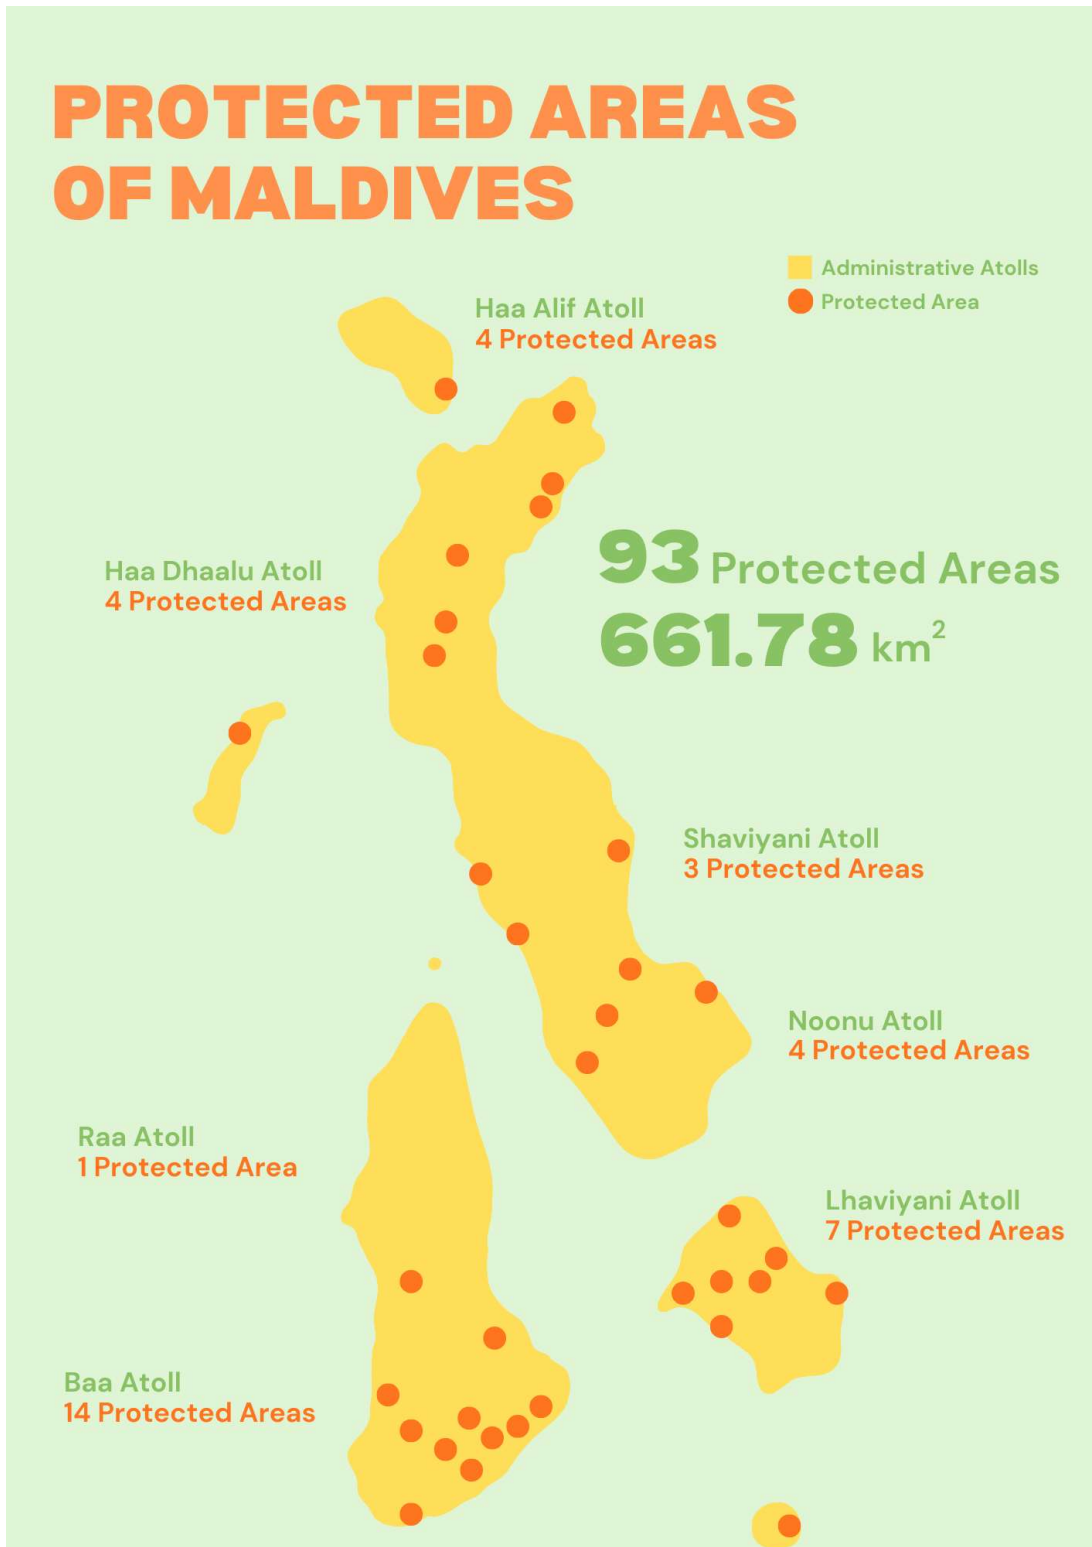 PROTECTED AREAS
OF MALDIVES
Administrative Atolls
Protected Area
Haa Alif Atoll
4 Protected Areas
93 Protected Areas
661.78 km²
Haa Dhaalu Atoll
4 Protected Areas
Shaviyani Atoll
3 Protected Areas
Noonu Atoll
4 Protected Areas
Raa Atoll
1 Protected Area
Lhaviyani Atoll
7 Protected Areas
Baa Atoll
14 Protected Areas